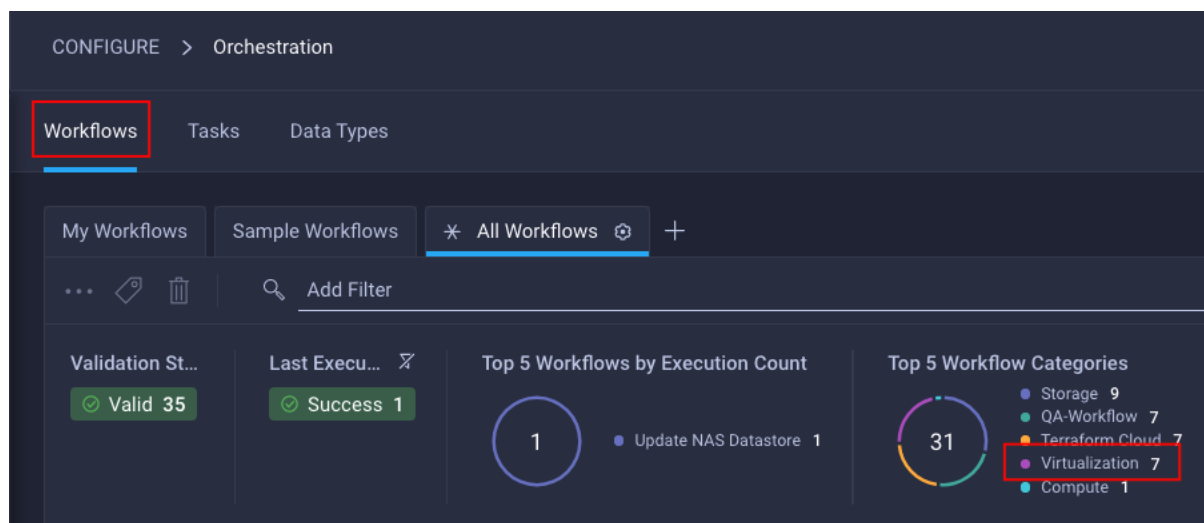 CONFIGURE > Orchestration
Workflows Tasks Data Types
My Workflows Sample Workflows All Workflows
Add Filter
Validation St... Last Execu... Top 5 Workflows by Execution Count Top 5 Workflow Categories
Valid 35 Success 1
1 Update NAS Datastore 1
31
Storage 9
QA-Workflow 7
Terraform Cloud 7
Virtualization 7
Compute 1